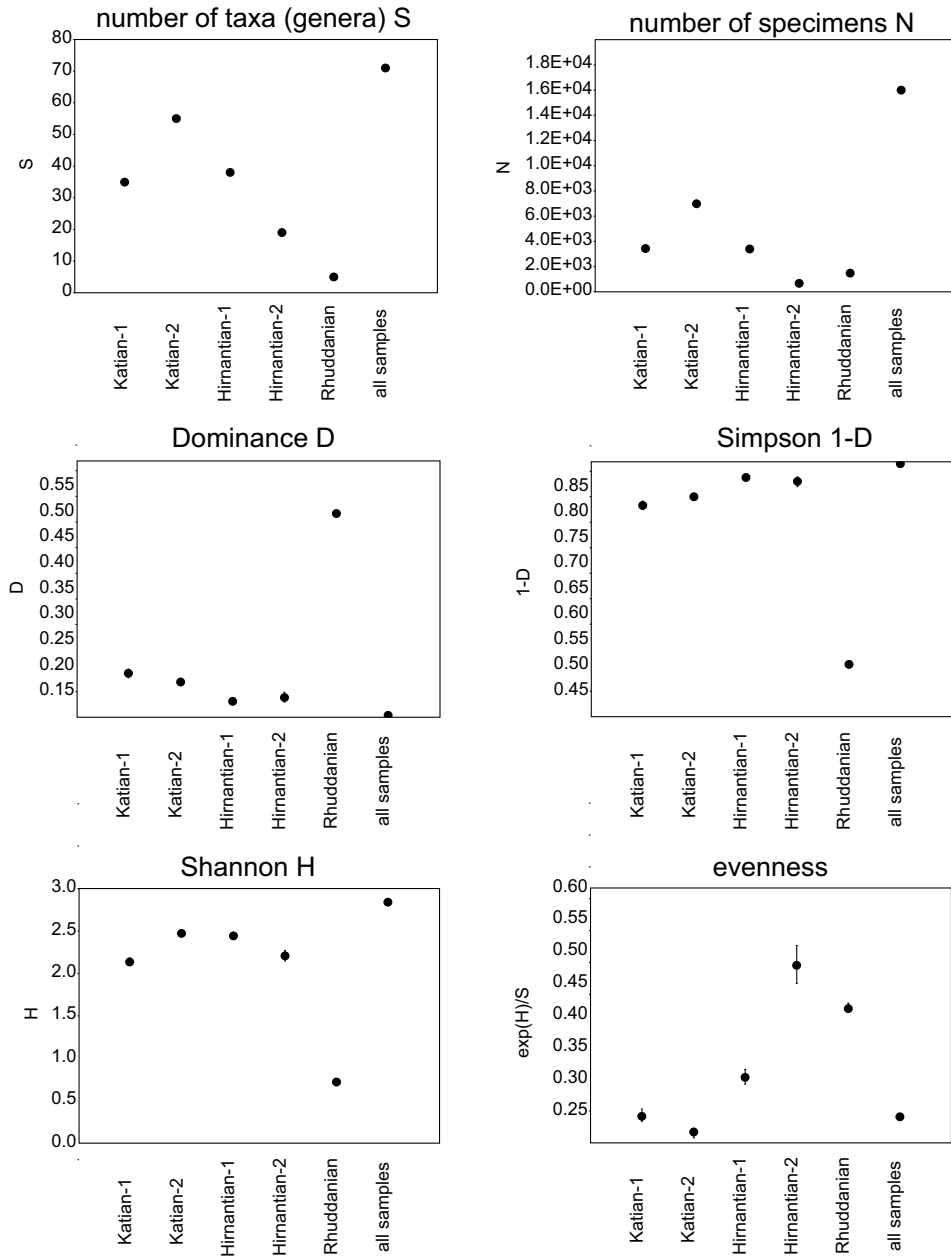 number of taxa (genera) S
80
70
60
50
40
30
20
10
0
S
Katian-1
Katian-2
Hirnantian-1
Hirnantian-2
Rhuddanian
all samples
number of specimens N
1.8E+04
1.6E+04
1.4E+04
1.2E+04
1.0E+04
8.0E+03
6.0E+03
4.0E+03
2.0E+03
0.0E+00
N
Katian-1
Katian-2
Hirnantian-1
Hirnantian-2
Rhuddanian
all samples
Dominance D
0.55
0.50
0.45
0.40
0.35
0.30
0.25
0.20
0.15
D
Katian-1
Katian-2
Hirnantian-1
Hirnantian-2
Rhuddanian
all samples
Simpson 1-D
0.85
0.80
0.75
0.70
0.65
0.60
0.55
0.50
0.45
1-D
Katian-1
Katian-2
Hirnantian-1
Hirnantian-2
Rhuddanian
all samples
Shannon H
3.0
2.5
2.0
1.5
1.0
0.5
0.0
H
Katian-1
Katian-2
Hirnantian-1
Hirnantian-2
Rhuddanian
all samples
evenness
0.60
0.55
0.50
0.45
0.40
0.35
0.30
0.25
exp(H)/S
Katian-1
Katian-2
Hirnantian-1
Hirnantian-2
Rhuddanian
all samples